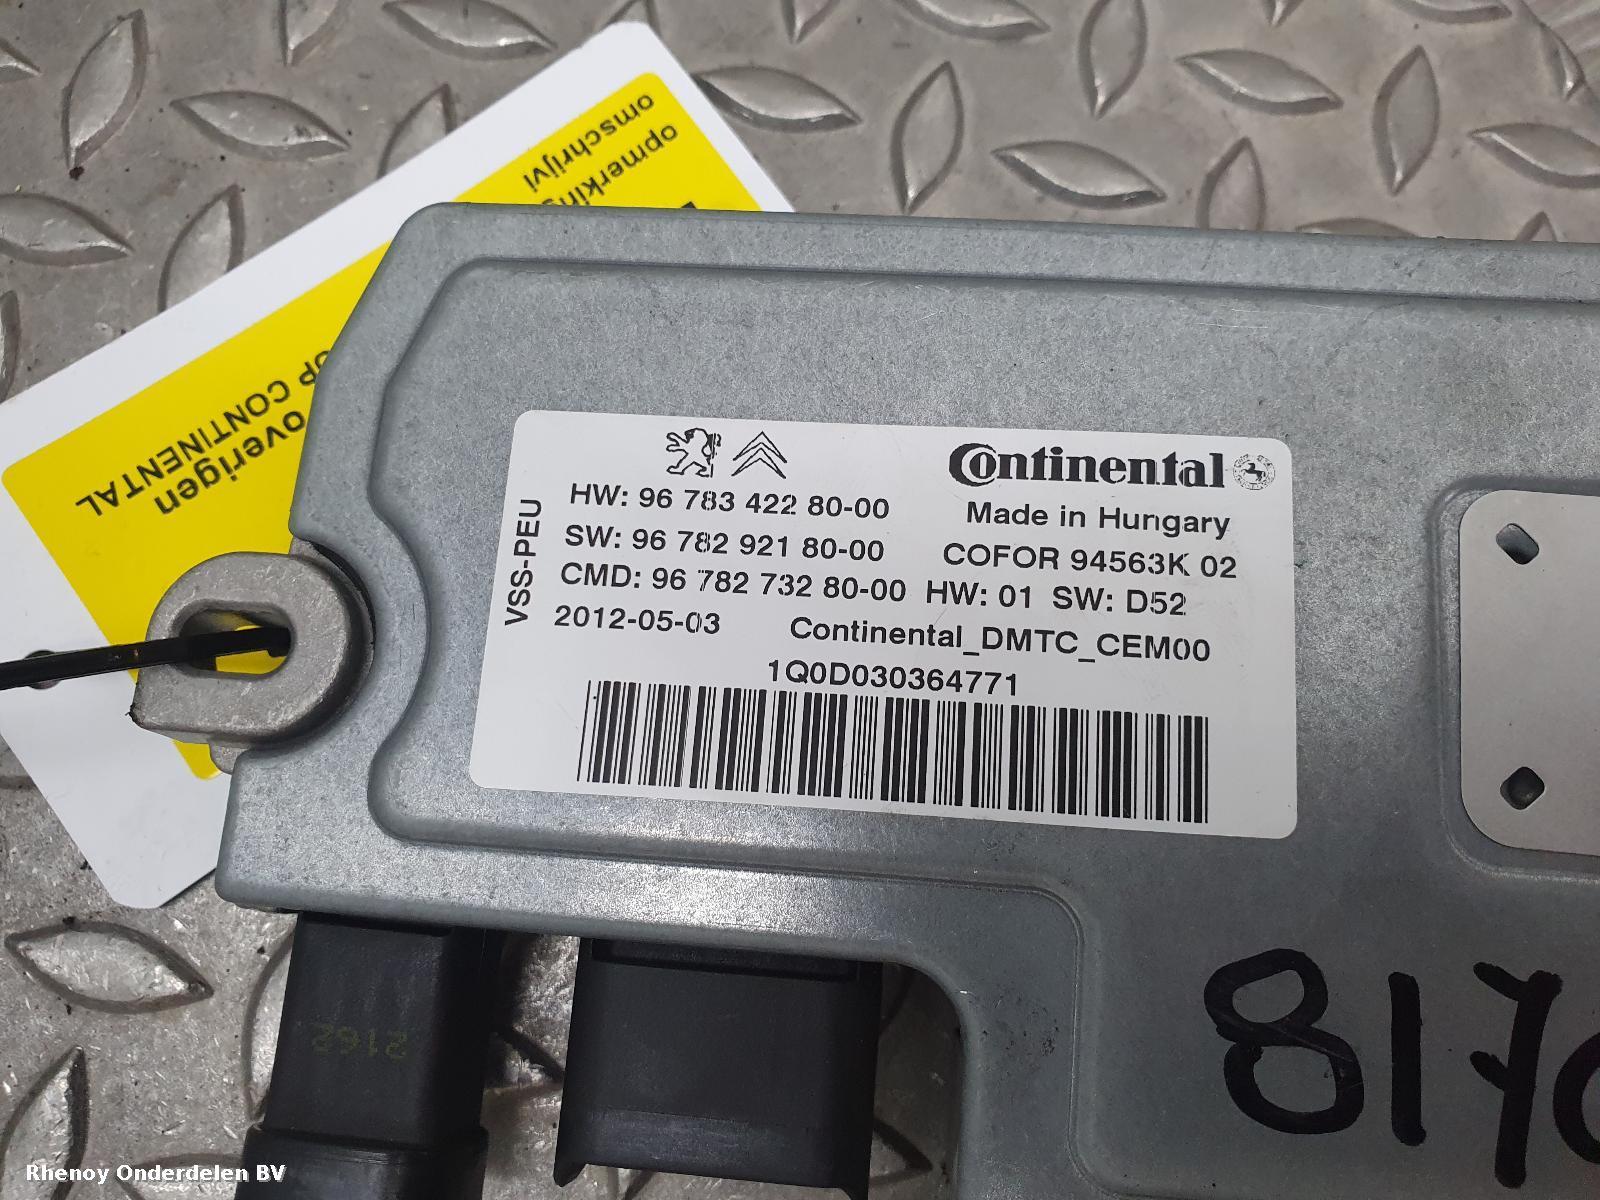 omschrijvi
opmerking
overigen
OP CONTINENTAL
Continental
HW: 96 783 422 80-00
Made in Hungary
SW: 96 782 921 80-00
COFOR 94563K 02
CMD: 96 782 732 80-00 HW: 01 SW: D52
2012-05-03 Continental_DMTC_CEM00
VSS-PEU
1Q0D030364771
2162
8170
Rhenoy Onderdelen BV